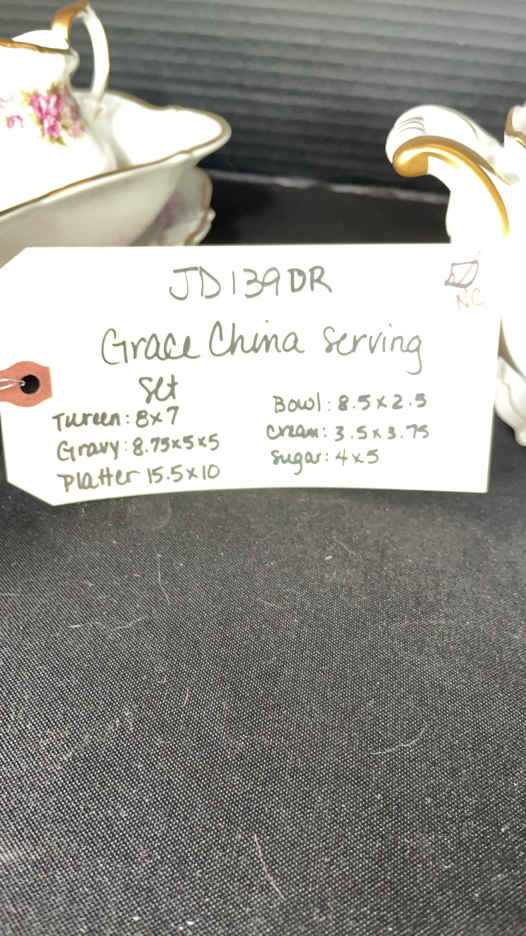 JD139DR
NC
Grace China Serving
Set
Tureen: 8x7
Gravy: 8.75x5x5
Platter 15.5x10
Bowl: 8.5x2.5
Cream: 3.5x3.75
Sugar: 4x5